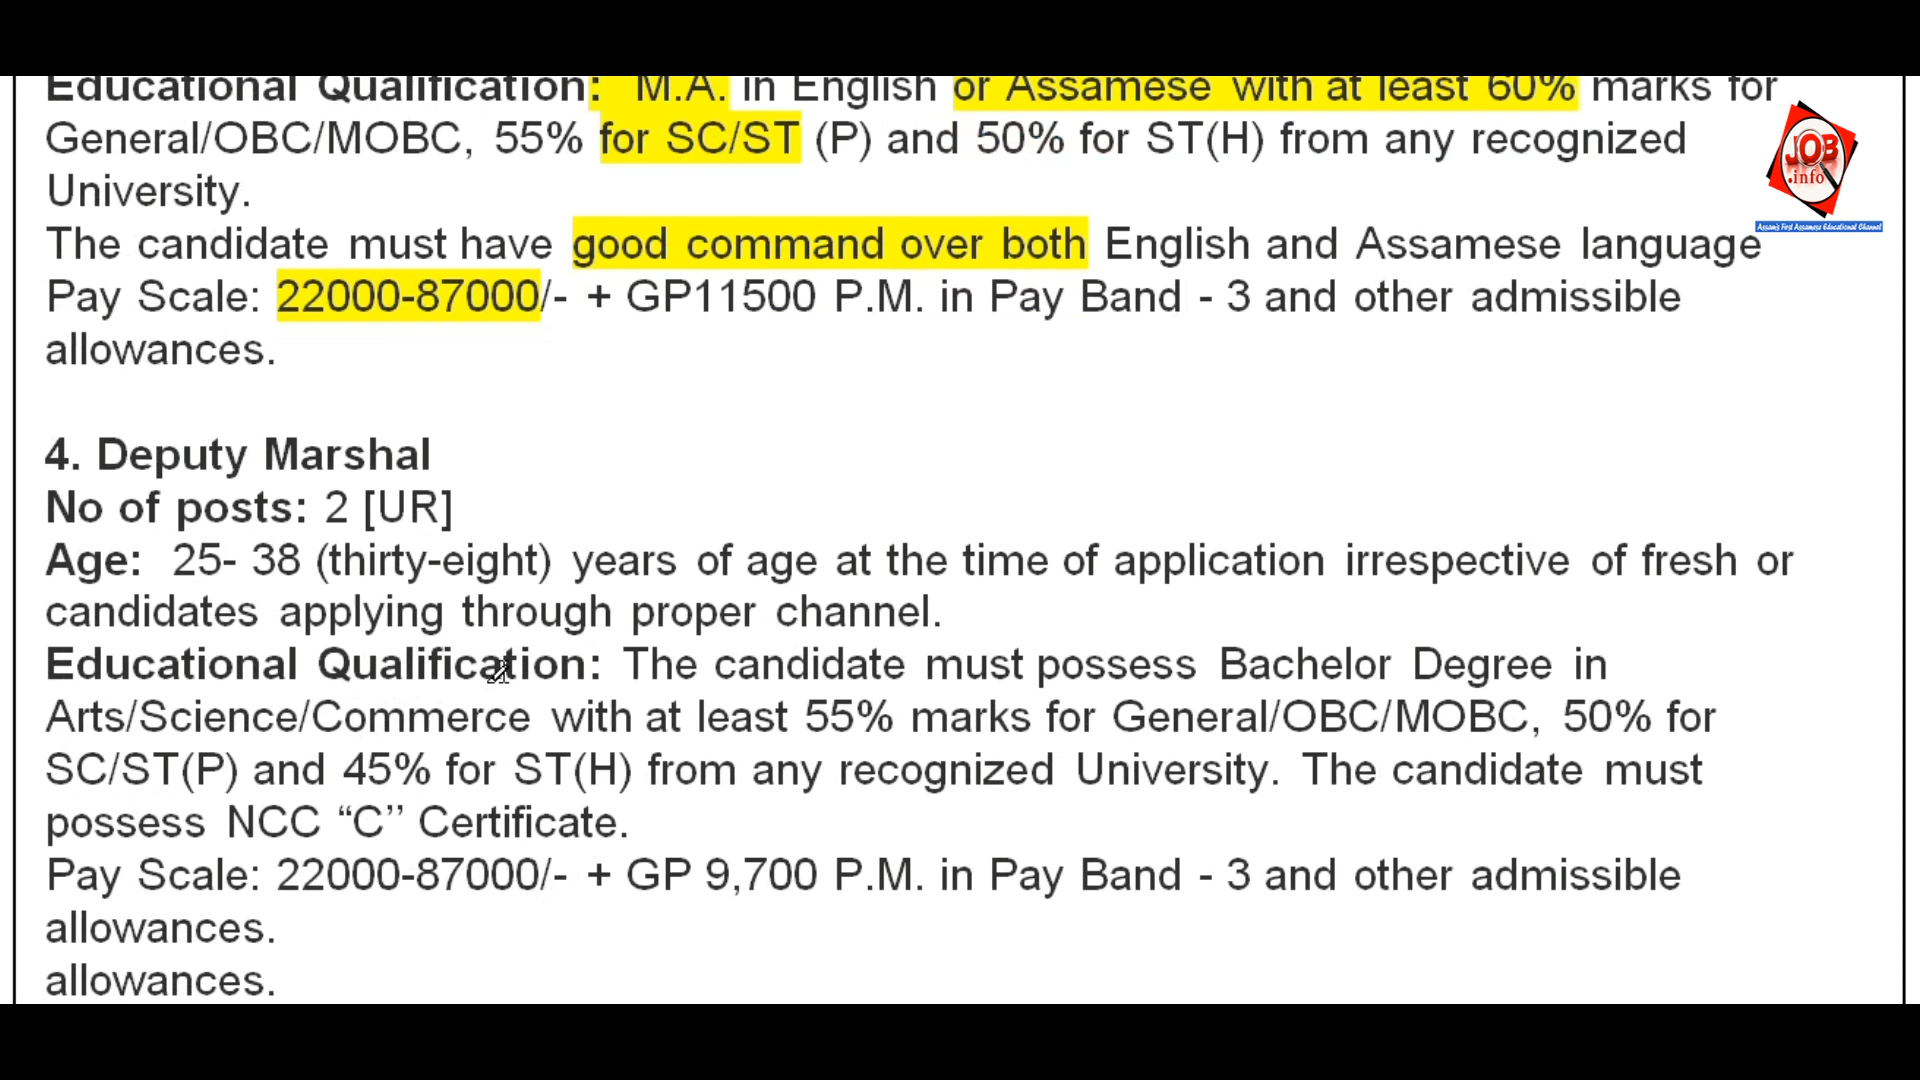 Educational Qualification: M.A. in English or Assamese with at least 60% marks for
General/OBC/MOBC, 55% for SC/ST (P) and 50% for ST(H) from any recognized
University.
The candidate must have good command over both English and Assamese language
Pay Scale: 22000-87000/- + GP11500 P.M. in Pay Band - 3 and other admissible
allowances.
4. Deputy Marshal
No of posts: 2 [UR]
Age: 25- 38 (thirty-eight) years of age at the time of application irrespective of fresh or
candidates applying through proper channel.
Educational Qualification: The candidate must possess Bachelor Degree in
Arts/Science/Commerce with at least 55% marks for General/OBC/MOBC, 50% for
SC/ST(P) and 45% for ST(H) from any recognized University. The candidate must
possess NCC “C’’ Certificate.
Pay Scale: 22000-87000/- + GP 9,700 P.M. in Pay Band - 3 and other admissible
allowances.
allowances.
JOB
.info
Assam's First Assamese Educational Channel